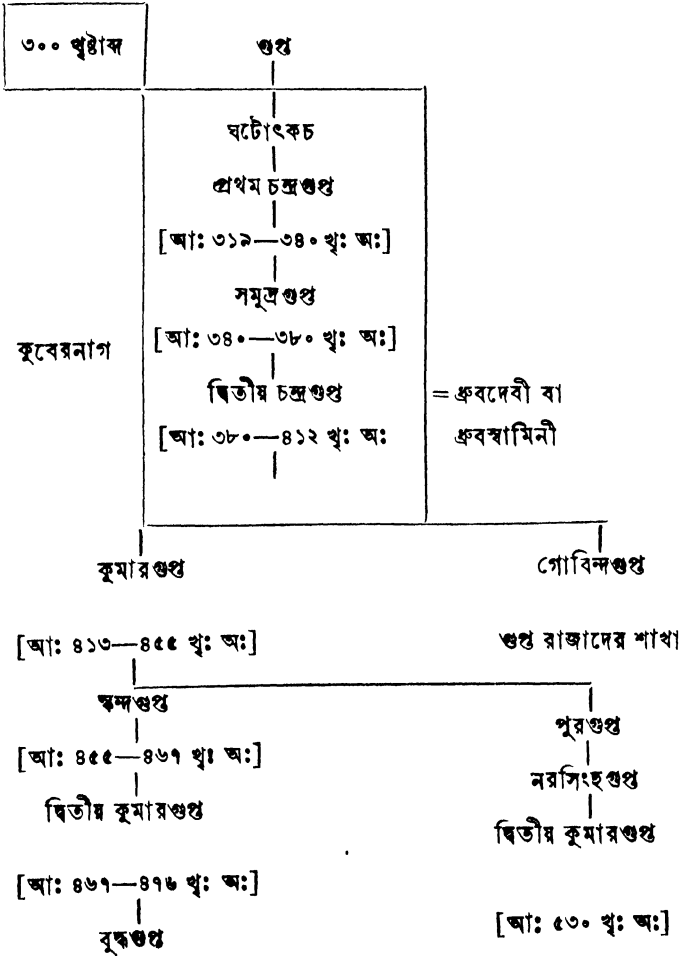 ৩০০ খৃষ্টাব্দ
গুপ্ত
ঘটোৎকচ
প্রথম চন্দ্রগুপ্ত
[আ: ৩১৯—৩৪০ খৃ: অ:]
সমুদ্রগুপ্ত
[আ: ৩৪০—৩৮০ খৃ: অ:]
কুবেরনাগ
দ্বিতীয় চন্দ্রগুপ্ত
= ধ্রুবদেবী বা
[আ: ৩৮০—৪১২ খৃ: অ:
ধ্রুবস্বামিনী
কুমারগুপ্ত
গোবিন্দগুপ্ত
[আ: ৪১৩—৪৫৫ খৃ: অ:]
গুপ্ত রাজাদের শাখা
স্কন্দগুপ্ত
পুরগুপ্ত
[আ: ৪৫৫—৪৬৭ খৃ: অ:]
নরসিংহগুপ্ত
দ্বিতীয় কুমারগুপ্ত
দ্বিতীয় কুমারগুপ্ত
[আ: ৪৬৭—৪৭৬ খৃ: অ:]
[আ: ৫৩০ খৃ: অ:]
বুদ্ধগুপ্ত